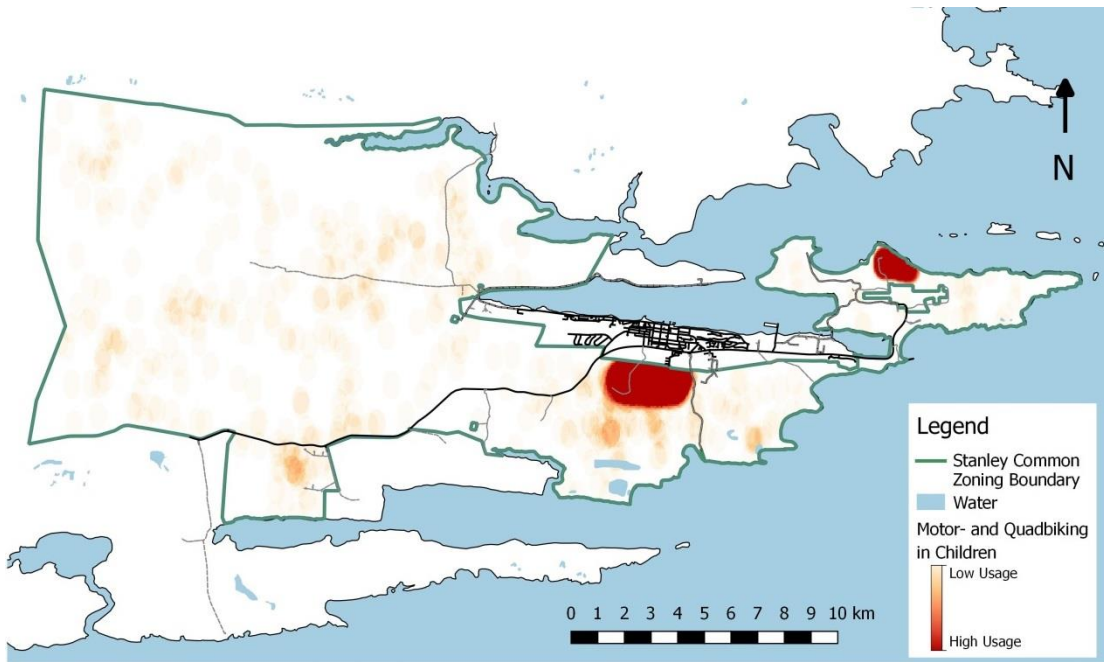 N
Legend
Stanley Common
Zoning Boundary
Water
Motor- and Quadbiking
in Children
Low Usage
High Usage
0 1 2 3 4 5 6 7 8 9 10 km